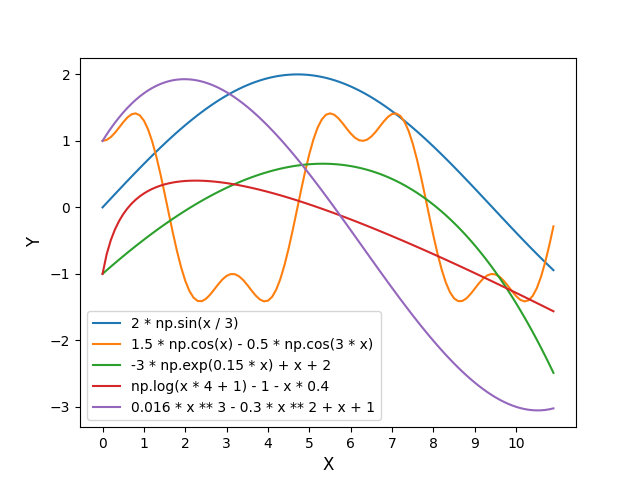 2
1
0
−1
−2
−3
Y
2 * np.sin(x / 3)
1.5 * np.cos(x) - 0.5 * np.cos(3 * x)
-3 * np.exp(0.15 * x) + x + 2
np.log(x * 4 + 1) - 1 - x * 0.4
0.016 * x ** 3 - 0.3 * x ** 2 + x + 1
0 1 2 3 4 5 6 7 8 9 10
X